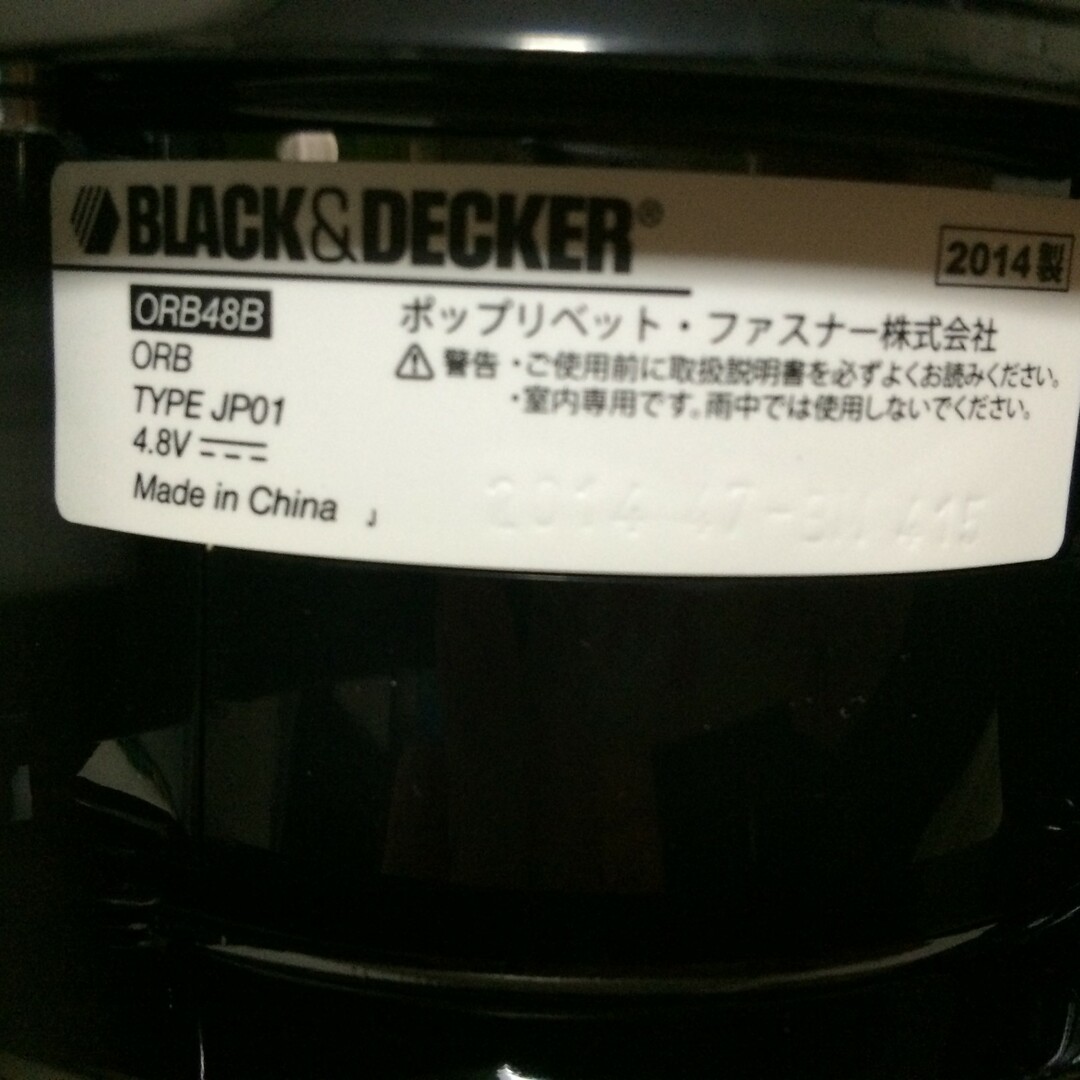 BLACK&DECKER®
2014製
ORB48B
ORB
TYPE JP01
4.8V
Made in China 」
ポップリベット・ファスナー株式会社
⚠ 警告・ご使用前に取扱説明書を必ずよくお読みください。
・室内専用です。雨中では使用しないでください。
2014 47-
415